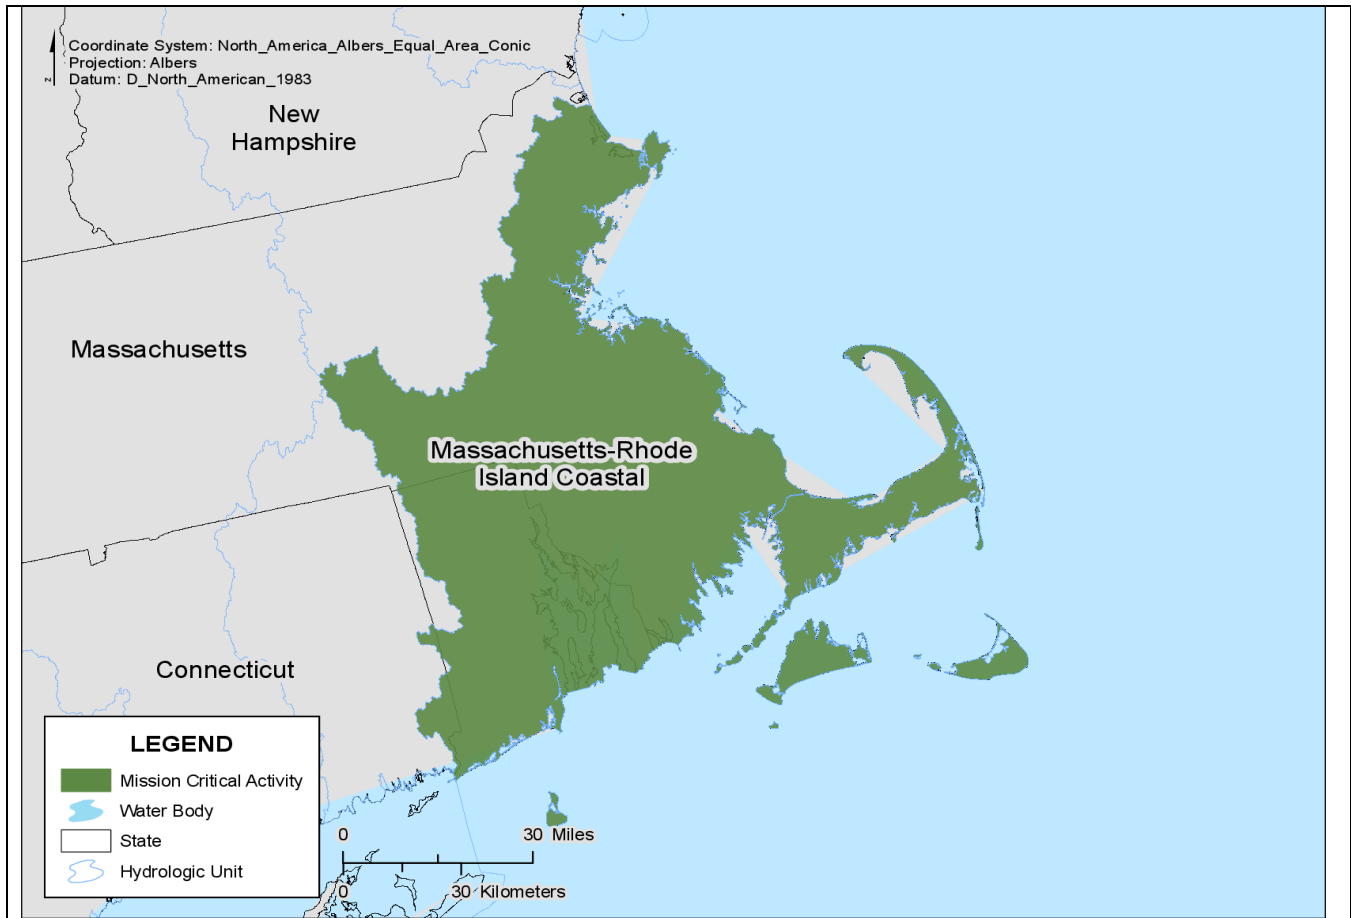 Coordinate System: North_America_Albers_Equal_Area_Conic
Projection: Albers
Datum: D_North_American_1983
z
New
Hampshire
Massachusetts
Massachusetts-Rhode
Island Coastal
Connecticut
LEGEND
Mission Critical Activity
Water Body
State
Hydrologic Unit
0 30 Miles
0 30 Kilometers